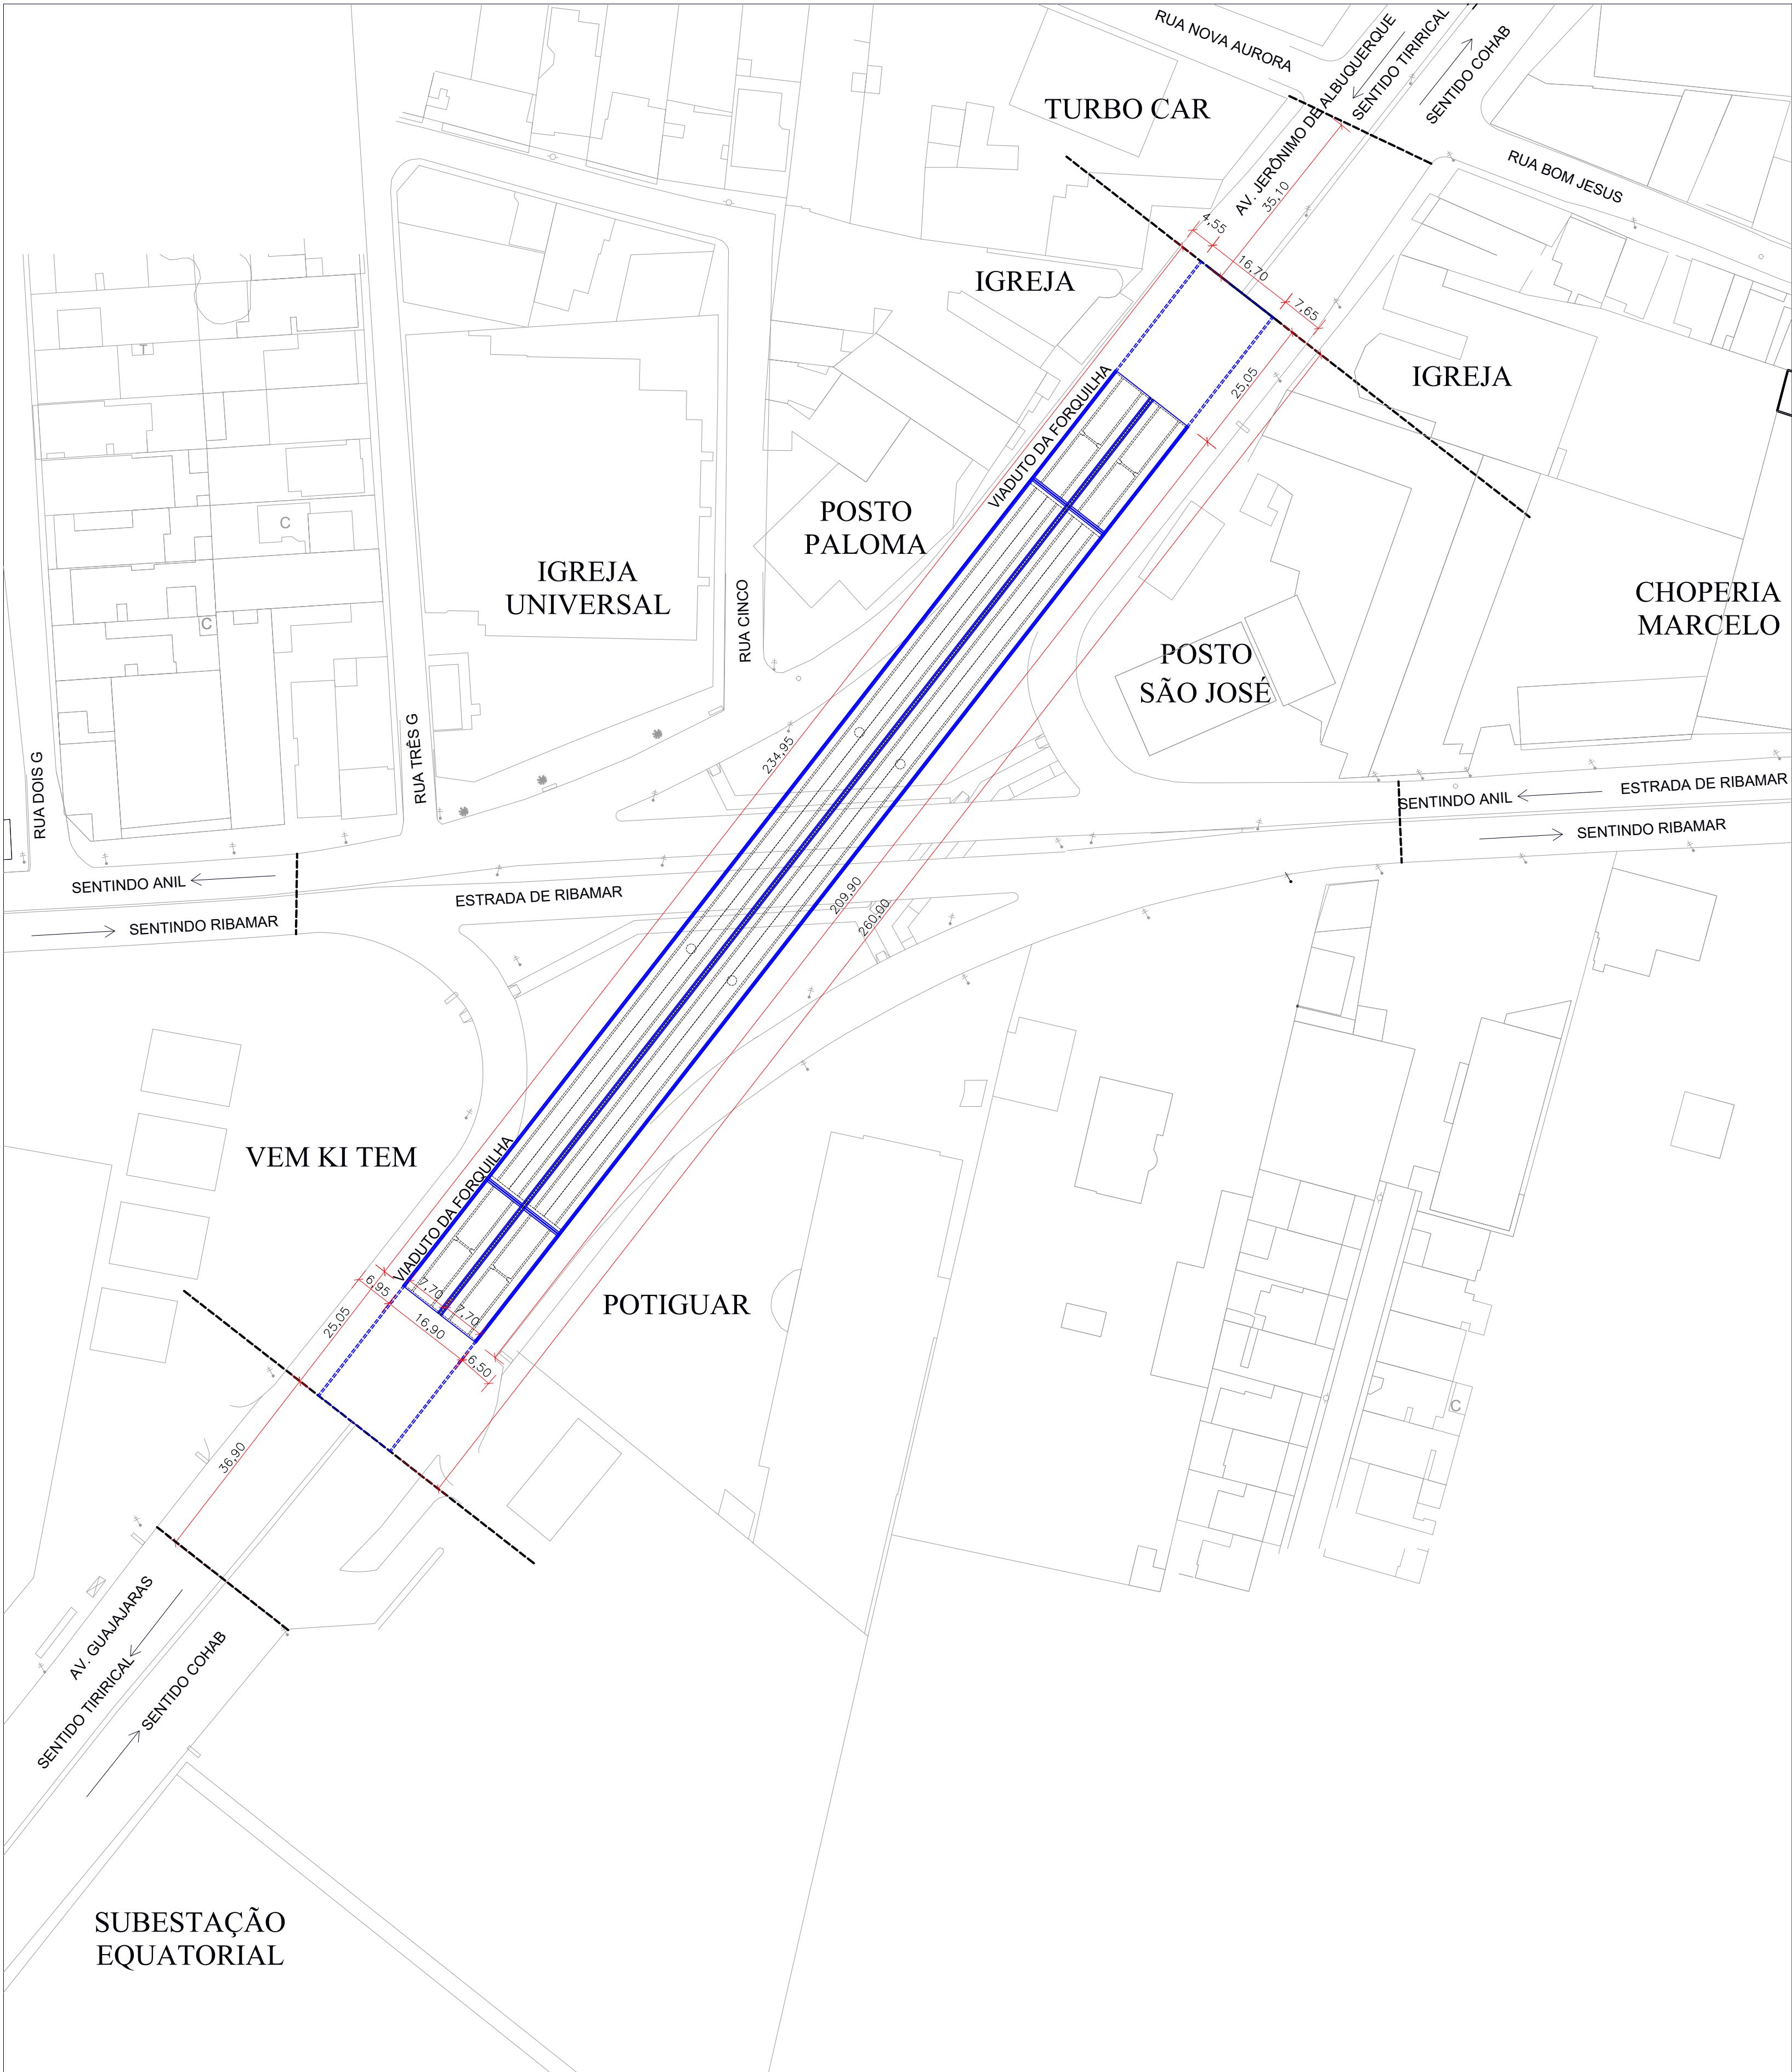 RUA NOVA AURORA
AV. JERÔNIMO DE ALBUQUERQUE
SENTIDO TIRIRICAL
SENTIDO COHAB
TURBO CAR
RUA BOM JESUS
35,10
4,55
16,70
7,65
IGREJA
IGREJA
25,05
VIADUTO DA FORQUILHA
T
POSTO
PALOMA
C
IGREJA
UNIVERSAL
C
RUA CINCO
CHOPERIA
MARCELO
POSTO
SÃO JOSÉ
RUA DOIS G
RUA TRÊS G
234,95
SENTINDO ANIL
ESTRADA DE RIBAMAR
SENTINDO RIBAMAR
SENTINDO ANIL
ESTRADA DE RIBAMAR
SENTINDO RIBAMAR
209,90
260,00
VEM KI TEM
VIADUTO DA FORQUILHA
6,95
7,70
7,70
16,90
6,50
25,05
POTIGUAR
C
36,90
AV. GUAJAJARAS
SENTIDO TIRIRICAL
SENTIDO COHAB
SUBESTAÇÃO
EQUATORIAL